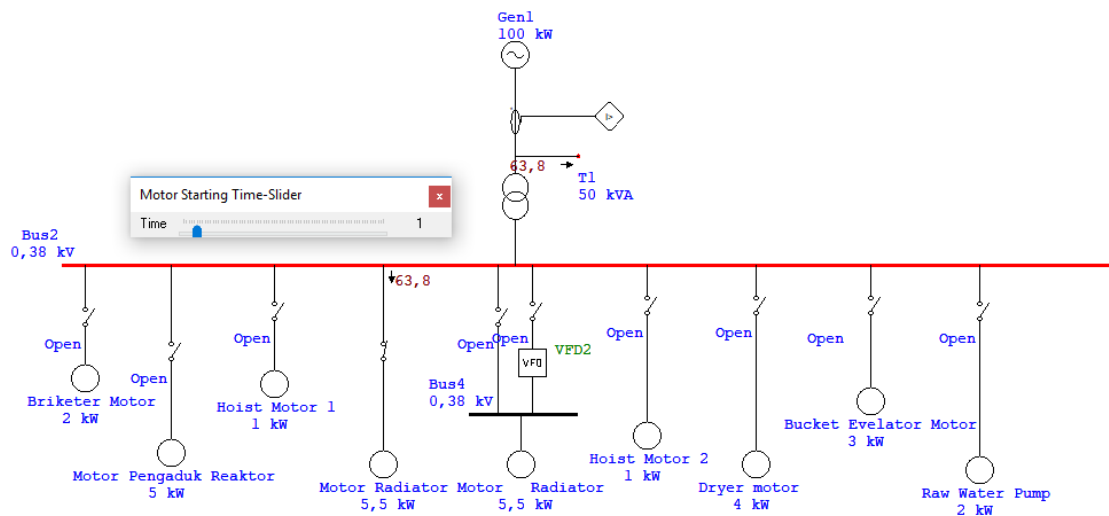 Gen1
100 kW
I>
63,8
T1
50 kVA
Motor Starting Time-Slider
x
Time
1
Bus2
0,38 kV
63,8
Open
Open
Open
Open
Open
Open
Open
Open
Open
VFD2
VFD
Bus4
0,38 kV
Briketer Motor
2 kW
Hoist Motor 1
1 kW
Motor Pengaduk Reaktor
5 kW
Motor Radiator
5,5 kW
Motor Radiator
5,5 kW
Hoist Motor 2
1 kW
Dryer motor
4 kW
Bucket Evelator Motor
3 kW
Raw Water Pump
2 kW